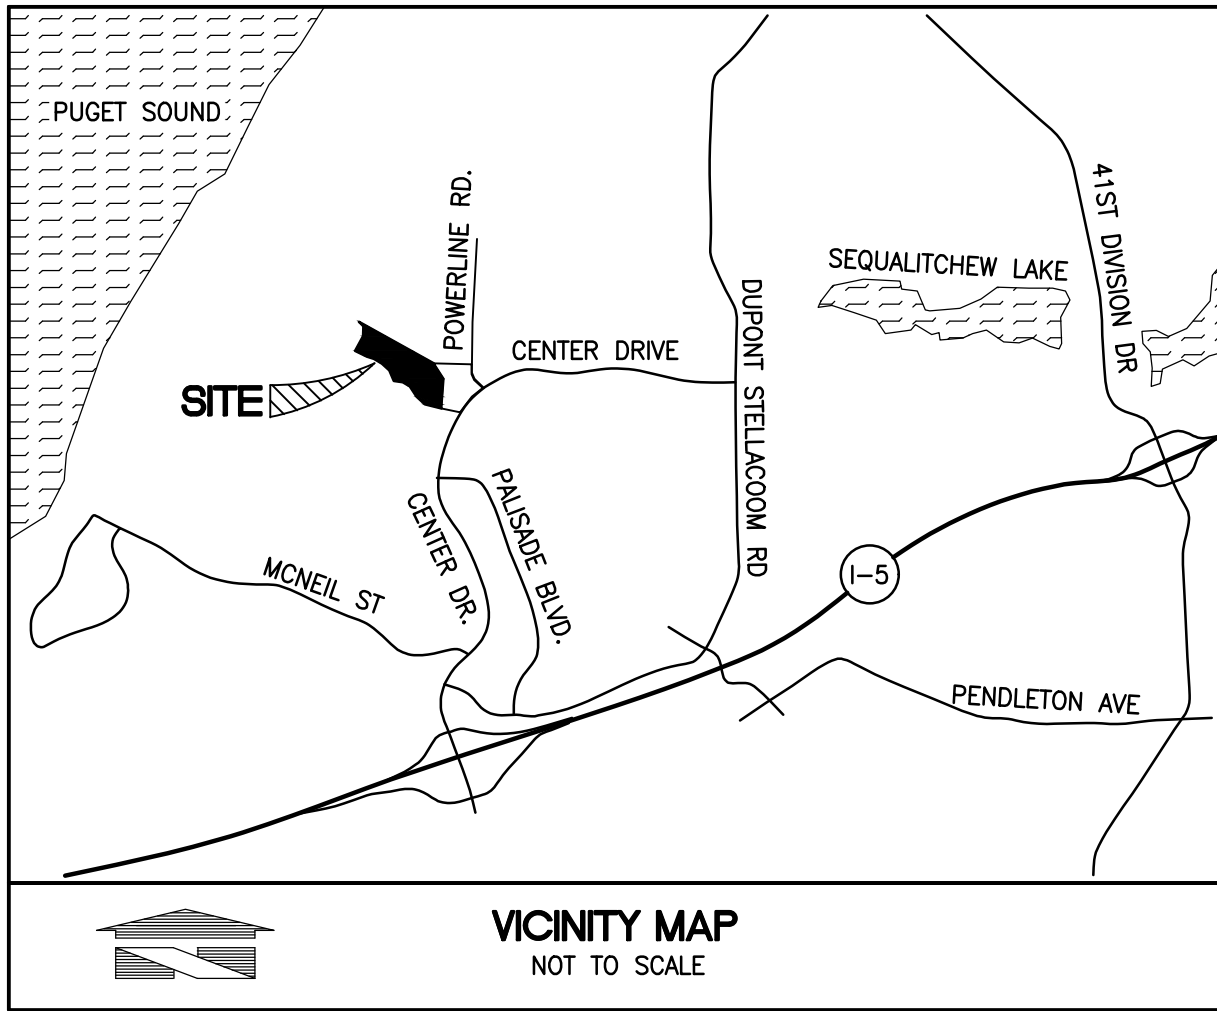 PUGET SOUND
POWERLINE RD.
41ST DIVISION DR
SEQUALITCHEW LAKE
DUPONT STELLACOOM RD
CENTER DRIVE
SITE
PALISADE BLVD.
CENTER DR.
MCNEIL ST
I-5
PENDLETON AVE
VICINITY MAP
NOT TO SCALE